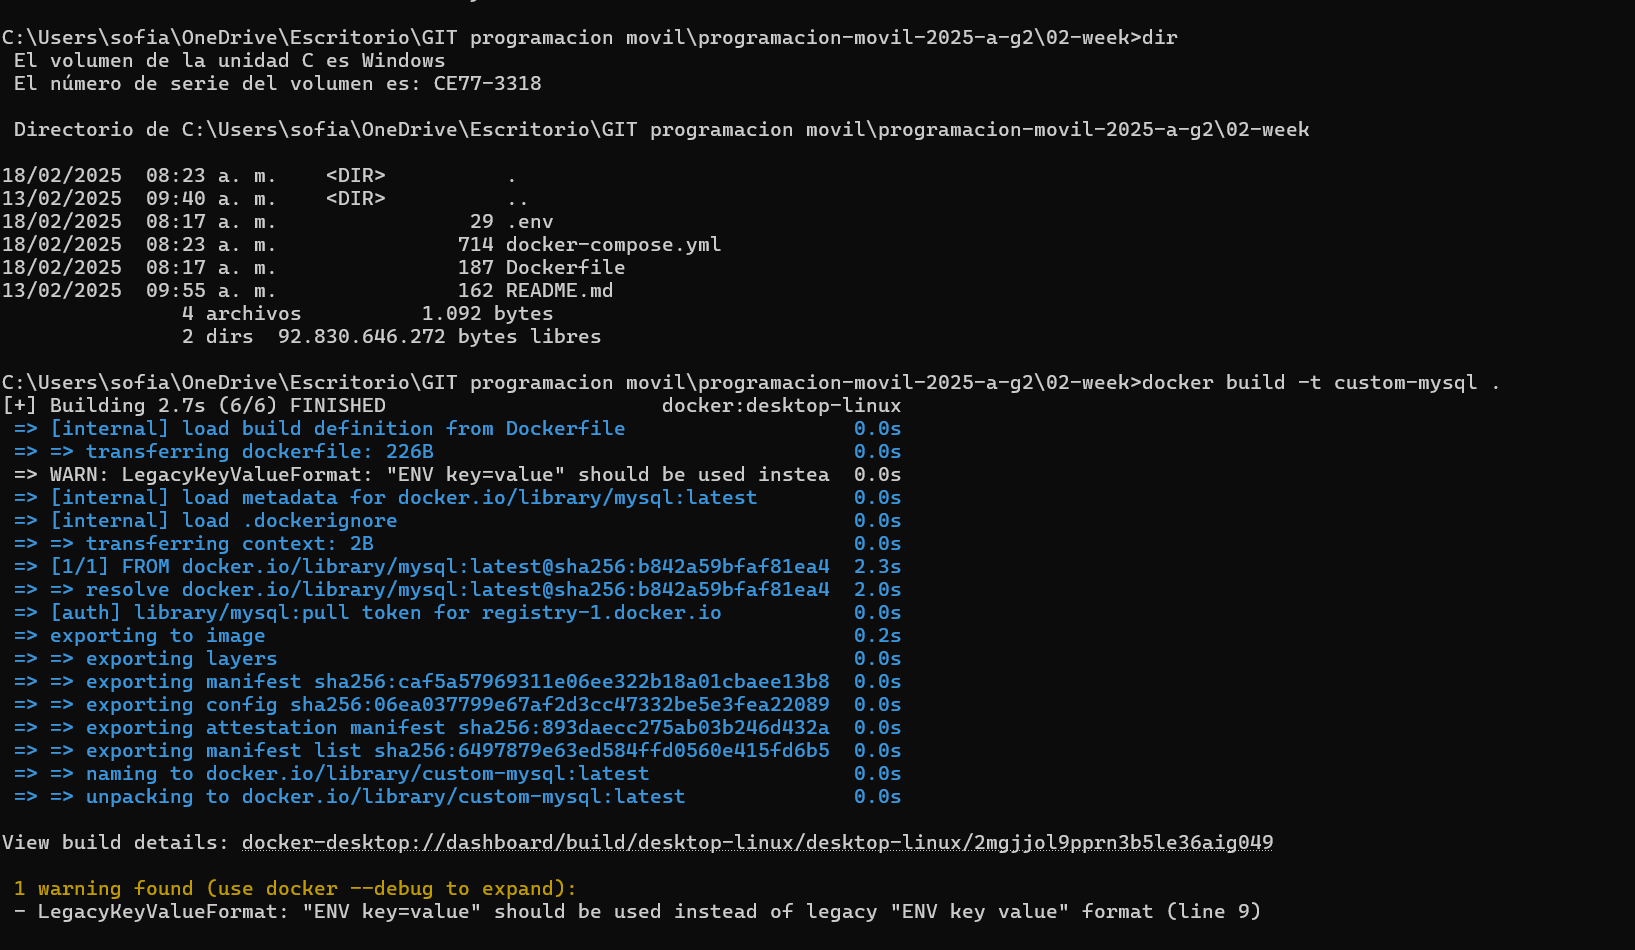 C:\Users\sofia\OneDrive\Escritorio\GIT programacion movil\programacion-movil-2025-a-g2\02-week>dir
 El volumen de la unidad C es Windows
 El número de serie del volumen es: CE77-3318

 Directorio de C:\Users\sofia\OneDrive\Escritorio\GIT programacion movil\programacion-movil-2025-a-g2\02-week

18/02/2025  08:23 a. m.    <DIR>          .
13/02/2025  09:40 a. m.    <DIR>          ..
18/02/2025  08:17 a. m.                29 .env
18/02/2025  08:23 a. m.               714 docker-compose.yml
18/02/2025  08:17 a. m.               187 Dockerfile
13/02/2025  09:55 a. m.               162 README.md
               4 archivos          1.092 bytes
               2 dirs  92.830.646.272 bytes libres

C:\Users\sofia\OneDrive\Escritorio\GIT programacion movil\programacion-movil-2025-a-g2\02-week>docker build -t custom-mysql .
[+] Building 2.7s (6/6) FINISHED                       docker:desktop-linux
 => [internal] load build definition from Dockerfile                   0.0s
 => => transferring dockerfile: 226B                                   0.0s
 => WARN: LegacyKeyValueFormat: "ENV key=value" should be used instea  0.0s
 => [internal] load metadata for docker.io/library/mysql:latest        0.0s
 => [internal] load .dockerignore                                      0.0s
 => => transferring context: 2B                                        0.0s
 => [1/1] FROM docker.io/library/mysql:latest@sha256:b842a59bfaf81ea4  2.3s
 => => resolve docker.io/library/mysql:latest@sha256:b842a59bfaf81ea4  2.0s
 => [auth] library/mysql:pull token for registry-1.docker.io           0.0s
 => exporting to image                                                 0.2s
 => => exporting layers                                                0.0s
 => => exporting manifest sha256:caf5a57969311e06ee322b18a01cbaee13b8  0.0s
 => => exporting config sha256:06ea037799e67af2d3cc47332be5e3fea22089  0.0s
 => => exporting attestation manifest sha256:893daecc275ab03b246d432a  0.0s
 => => exporting manifest list sha256:6497879e63ed584ffd0560e415fd6b5  0.0s
 => => naming to docker.io/library/custom-mysql:latest                 0.0s
 => => unpacking to docker.io/library/custom-mysql:latest              0.0s

View build details: docker-desktop://dashboard/build/desktop-linux/desktop-linux/2mgjjol9pprn3b5le36aig049

 1 warning found (use docker --debug to expand):
 - LegacyKeyValueFormat: "ENV key=value" should be used instead of legacy "ENV key value" format (line 9)